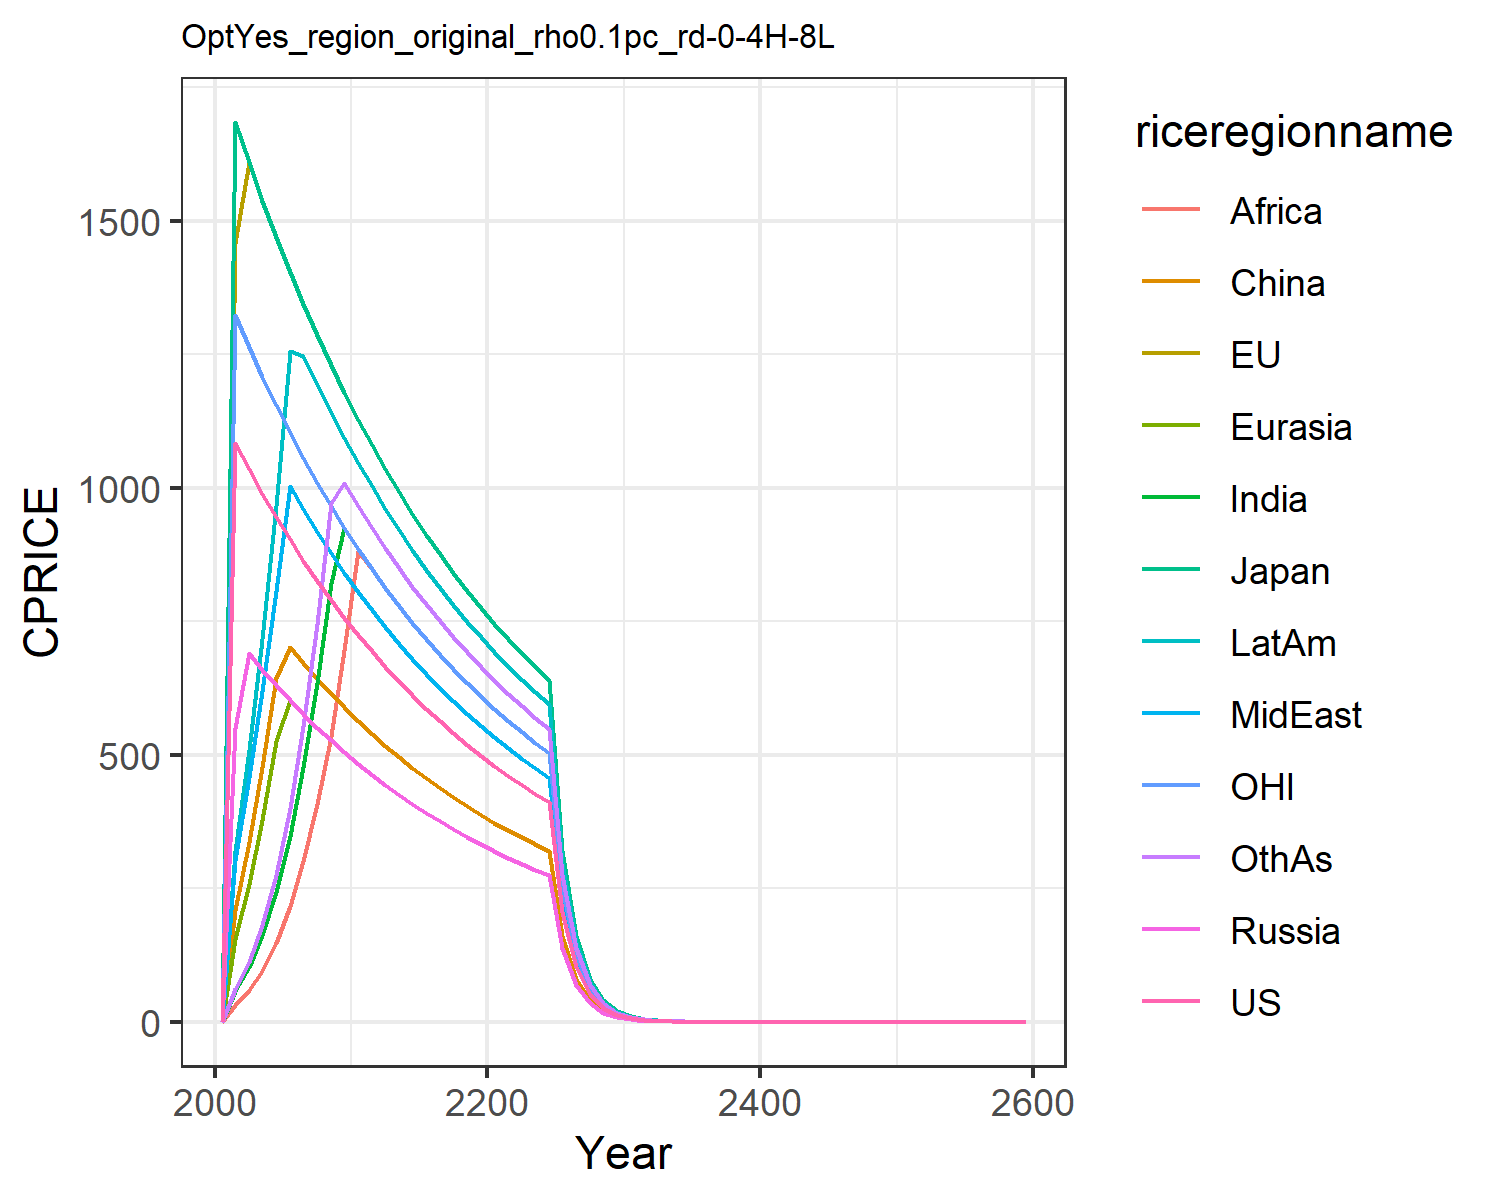 OptYes_region_original_rho0.1pc_rd-0-4H-8L
CPRICE
1500
1000
500
0
2000 2200 2400 2600
Year
riceregionname
Africa
China
EU
Eurasia
India
Japan
LatAm
MidEast
OHI
OthAs
Russia
US